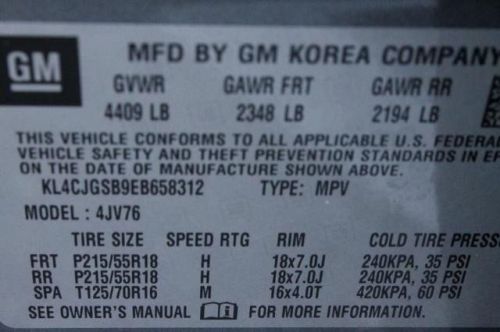 GM
MFD BY GM KOREA COMPANY
GVWR GAWR FRT GAWR RR
4409 LB 2348 LB 2194 LB
THIS VEHICLE CONFORMS TO ALL APPLICABLE U.S. FEDERAL
VEHICLE SAFETY AND THEFT PREVENTION STANDARDS IN EFFECT
ON THE DATE OF MANUFACTURE SHOWN ABOVE.
KL4CJGSB9EB658312 TYPE: MPV
MODEL : 4JV76
TIRE SIZE SPEED RTG RIM COLD TIRE PRESS
FRT P215/55R18 H 18x7.0J 240KPA, 35 PSI
RR P215/55R18 H 18x7.0J 240KPA, 35 PSI
SPA T125/70R16 M 16x4.0T 420KPA, 60 PSI
SEE OWNER'S MANUAL FOR MORE INFORMATION.